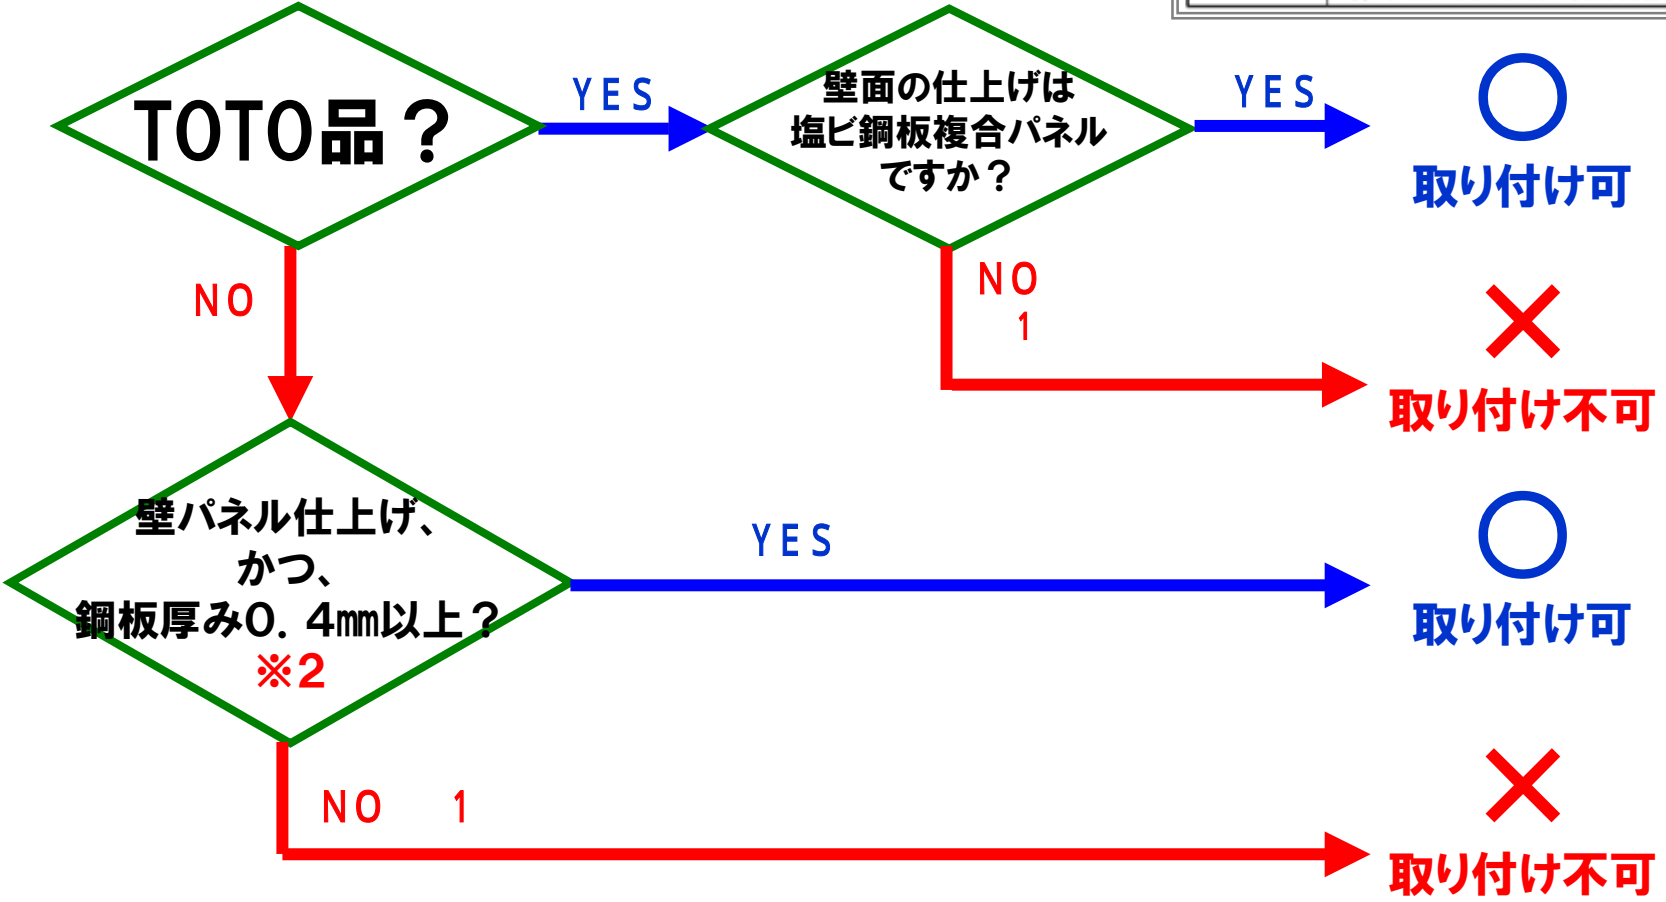 TOTO品？
YES
壁面の仕上げは
塩ビ鋼板複合パネル
ですか？
YES
取り付け可
NO
NO
1
取り付け不可
壁パネル仕上げ、
かつ、
鋼板厚み0．4㎜以上？
※2
YES
取り付け可
NO 1
取り付け不可